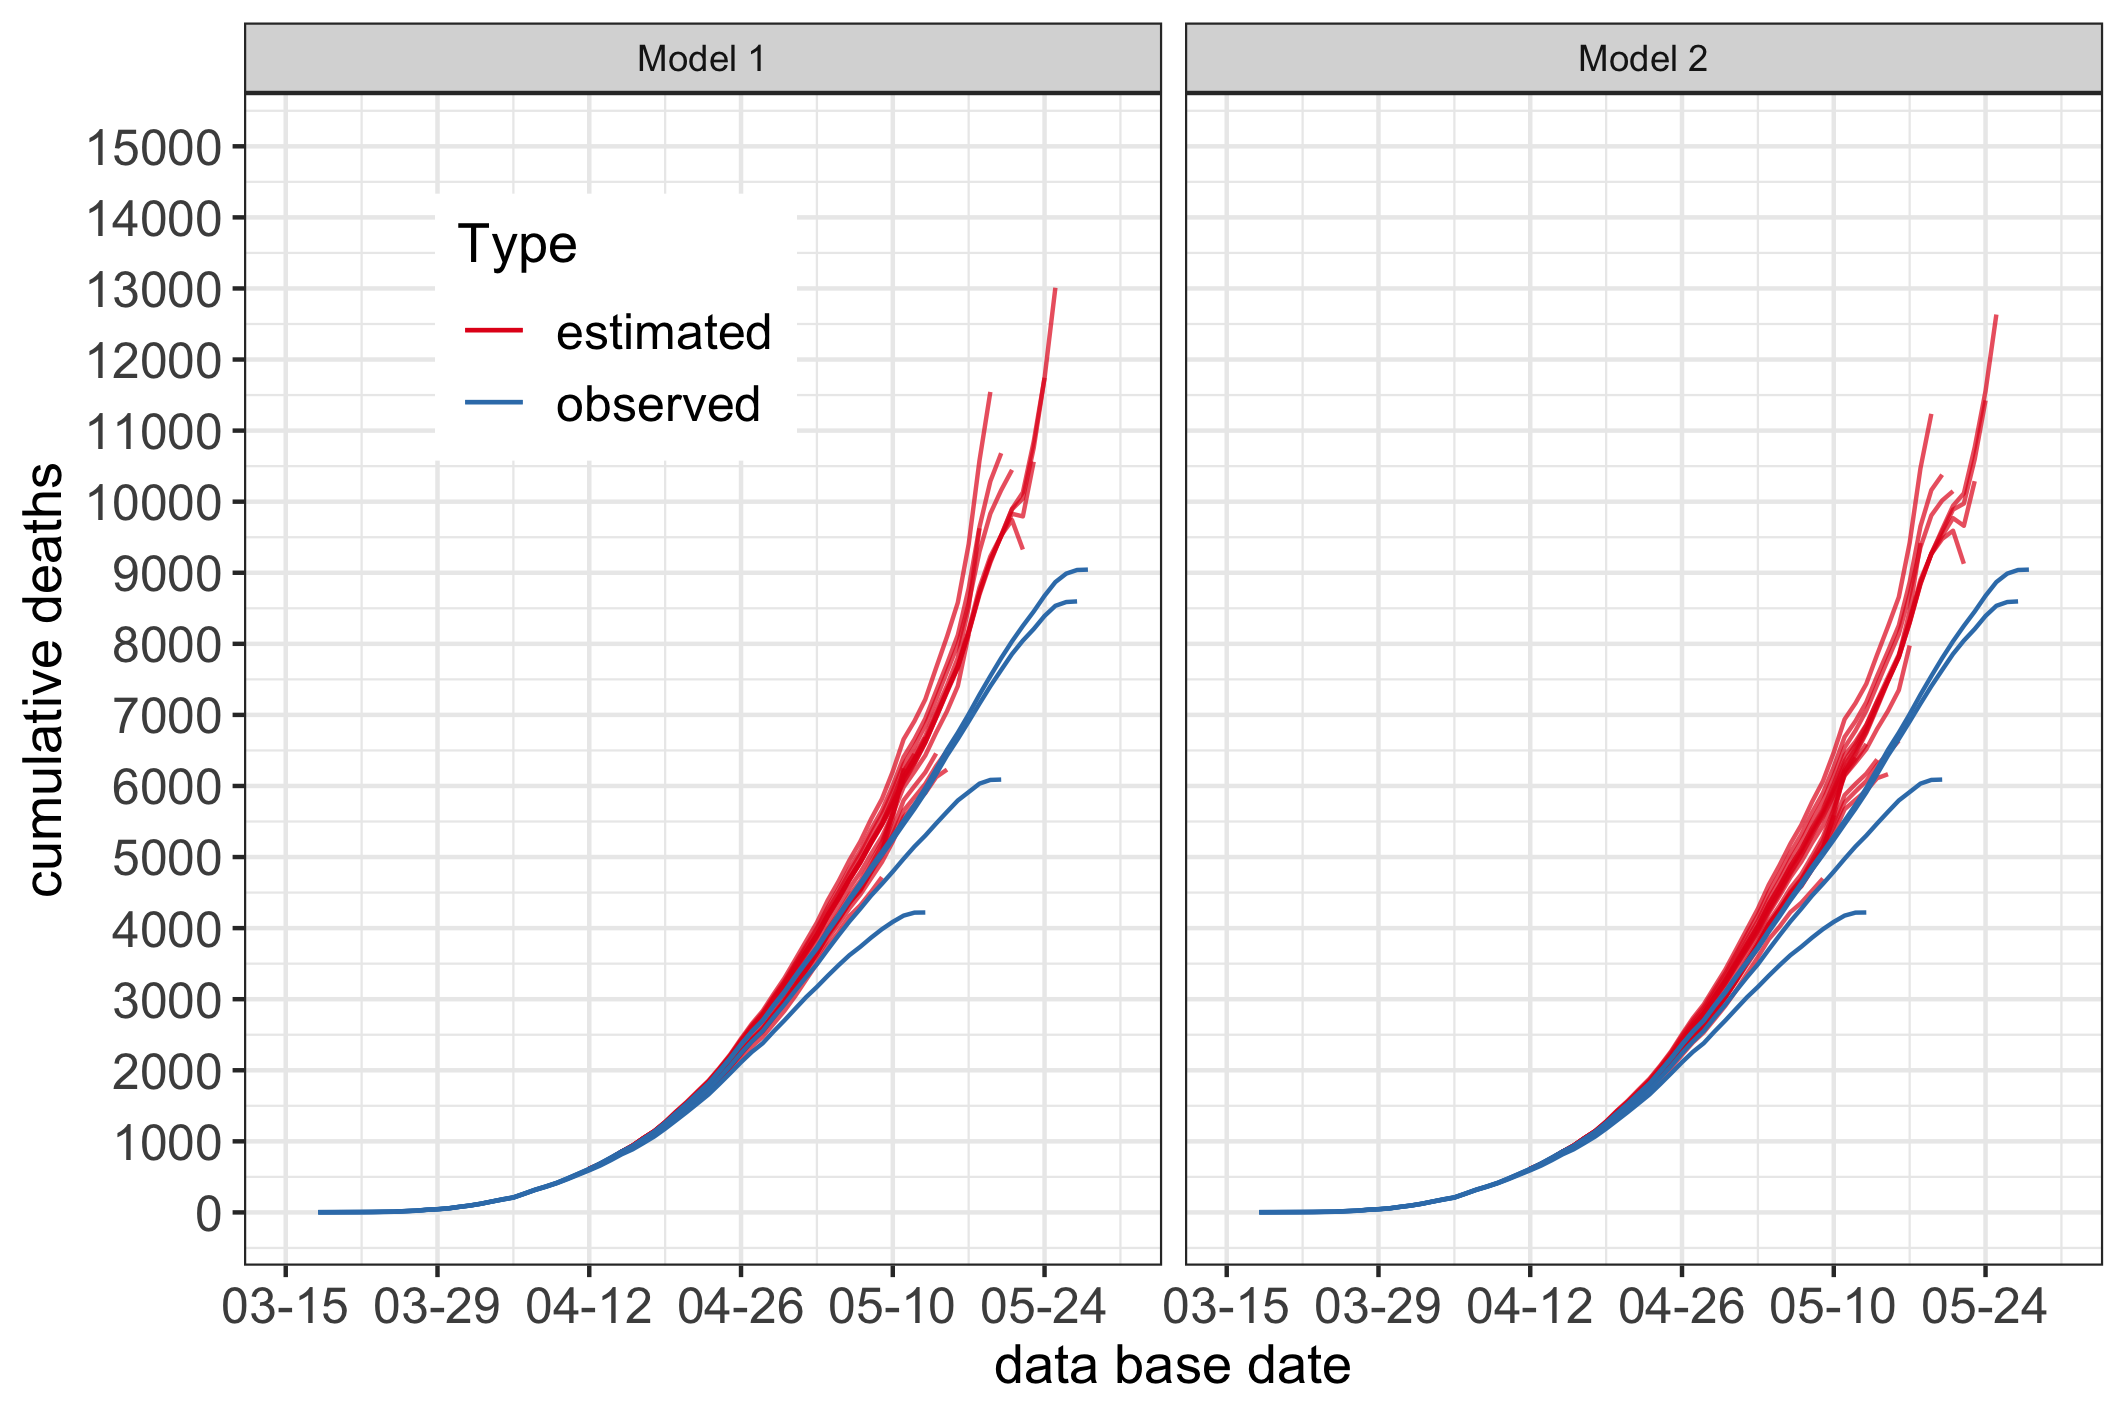 Model 1
Model 2
15000
14000
13000
12000
11000
10000
9000
8000
7000
6000
5000
4000
3000
2000
1000
0
cumulative deaths
Type
estimated
observed
03-15 03-29 04-12 04-26 05-10 05-24
03-15 03-29 04-12 04-26 05-10 05-24
data base date